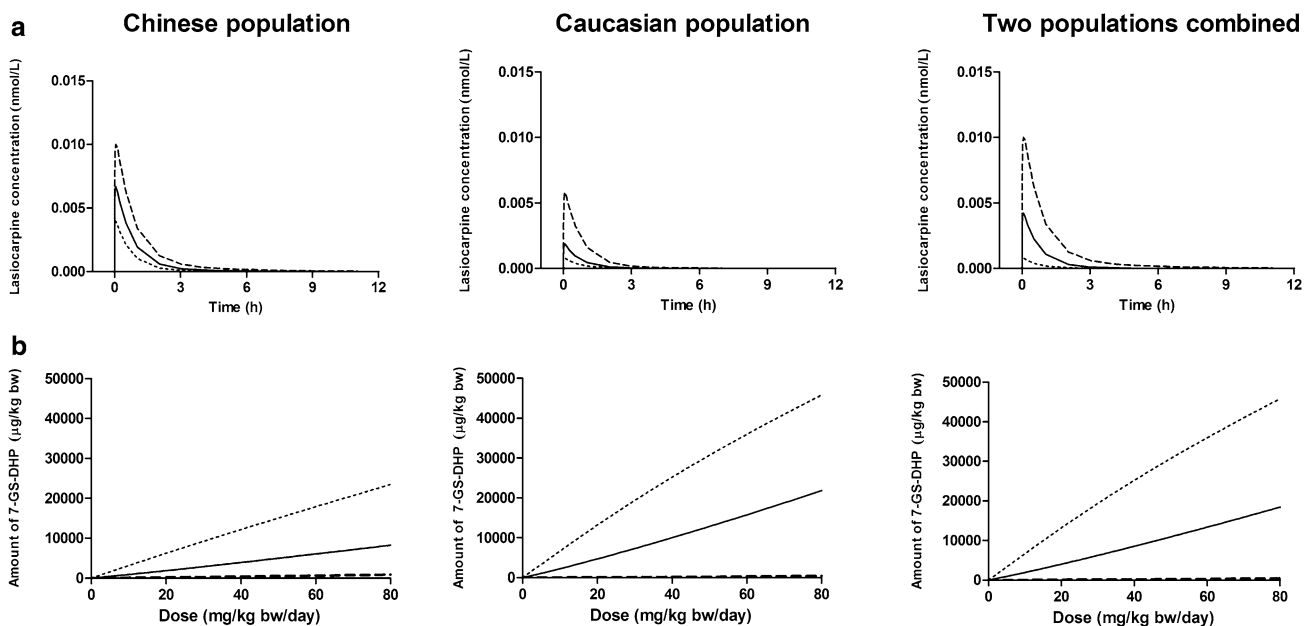 a
Chinese population
Caucasian population
Two populations combined
Lasiocarpine concentration (nmol/L)
0.015
0.010
0.005
0.000
0 3 6 9 12
Time (h)
Lasiocarpine concentration (nmol/L)
0.015
0.010
0.005
0.000
0 3 6 9 12
Time (h)
Lasiocarpine concentration (nmol/L)
0.015
0.010
0.005
0.000
0 3 6 9 12
Time (h)
b
Amount of 7-GS-DHP (µg/kg bw)
50000
40000
30000
20000
10000
0
0 20 40 60 80
Dose (mg/kg bw/day)
Amount of 7-GS-DHP (µg/kg bw)
50000
40000
30000
20000
10000
0
0 20 40 60 80
Dose (mg/kg bw/day)
Amount of 7-GS-DHP (µg/kg bw)
50000
40000
30000
20000
10000
0
0 20 40 60 80
Dose (mg/kg bw/day)